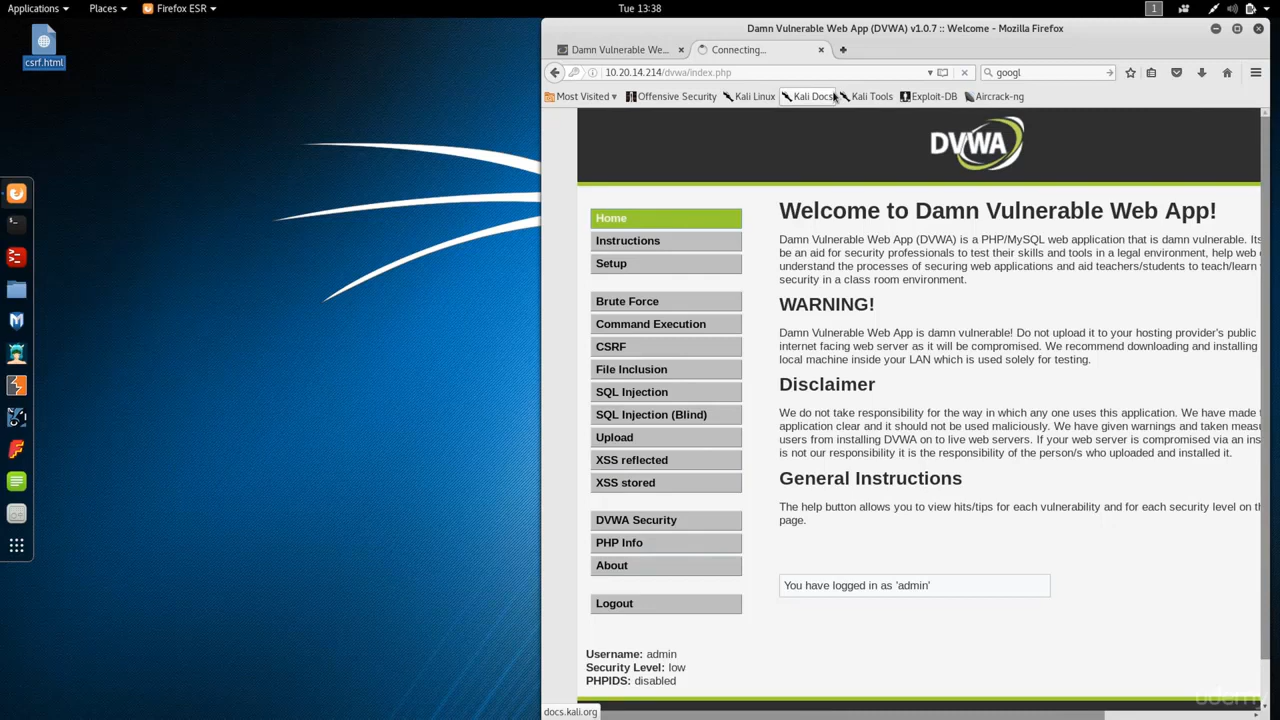 Applications ▾ Places ▾ Firefox ESR ▾ Tue 13:38 1
csrf.html
Damn Vulnerable Web App (DVWA) v1.0.7 :: Welcome - Mozilla Firefox
Damn Vulnerable We... × Connecting... ×
10.20.14.214/dvwa/index.php googl
Most Visited ▾ Offensive Security Kali Linux Kali Docs Kali Tools Exploit-DB Aircrack-ng
DVWA
Home
Instructions
Setup
Brute Force
Command Execution
CSRF
File Inclusion
SQL Injection
SQL Injection (Blind)
Upload
XSS reflected
XSS stored
DVWA Security
PHP Info
About
Logout
Welcome to Damn Vulnerable Web App!
Damn Vulnerable Web App (DVWA) is a PHP/MySQL web application that is damn vulnerable. Its
be an aid for security professionals to test their skills and tools in a legal environment, help web
understand the processes of securing web applications and aid teachers/students to teach/learn
security in a class room environment.
WARNING!
Damn Vulnerable Web App is damn vulnerable! Do not upload it to your hosting provider's public
internet facing web server as it will be compromised. We recommend downloading and installing
local machine inside your LAN which is used solely for testing.
Disclaimer
We do not take responsibility for the way in which any one uses this application. We have made
application clear and it should not be used maliciously. We have given warnings and taken
users from installing DVWA on to live web servers. If your web server is compromised via an
is not our responsibility it is the responsibility of the person/s who uploaded and installed it.
General Instructions
The help button allows you to view hits/tips for each vulnerability and for each security level on
page.
You have logged in as 'admin'
Username: admin
Security Level: low
PHPIDS: disabled
udemy
docs.kali.org